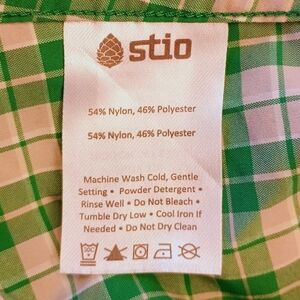 stio
54% Nylon, 46% Polyester
54% Nylon, 46% Polyester
Machine Wash Cold, Gentle
Setting • Powder Detergent •
Rinse Well • Do Not Bleach •
Tumble Dry Low • Cool Iron If
Needed • Do Not Dry Clean
30C